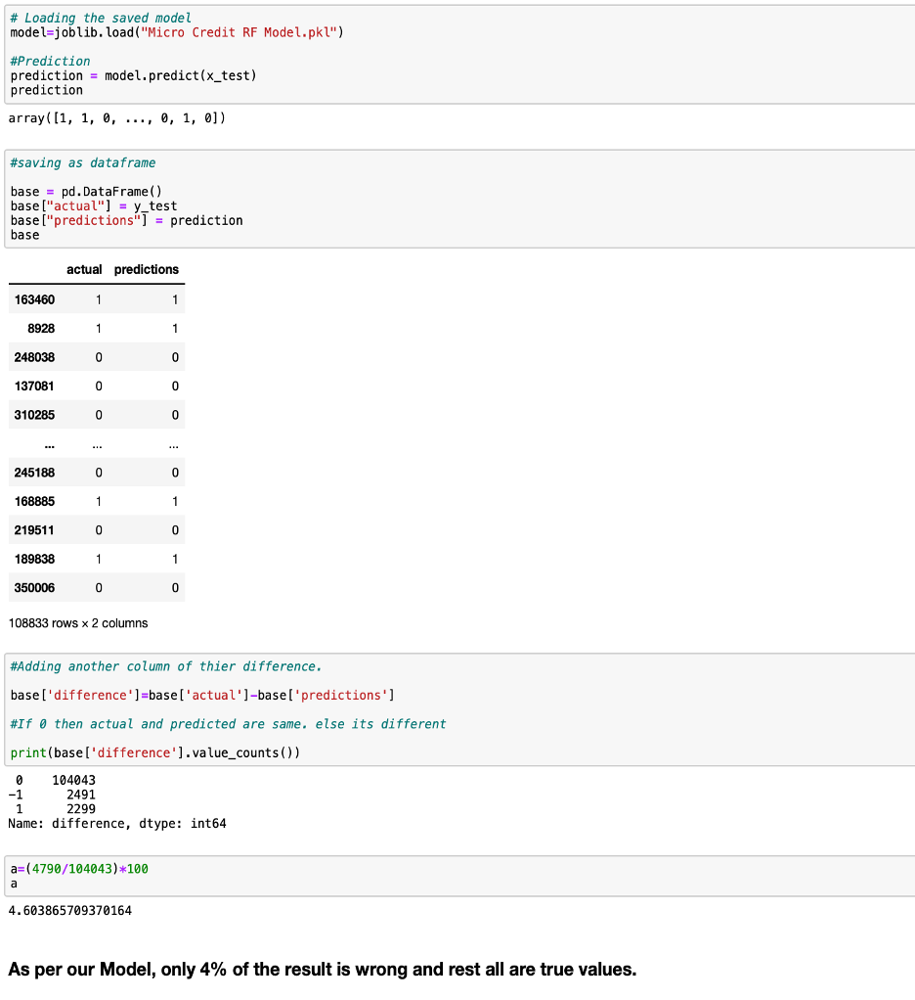 # Loading the saved model
model=joblib.load("Micro Credit RF Model.pkl")
#Prediction
prediction = model.predict(x_test)
prediction
array([1, 1, 0, ..., 0, 1, 0])
#saving as dataframe
base = pd.DataFrame()
base["actual"] = y_test
base["predictions"] = prediction
base
actual predictions
163460 1 1
8928 1 1
248038 0 0
137081 0 0
310285 0 0
... ... ...
245188 0 0
168885 1 1
219511 0 0
189838 1 1
350006 0 0
108833 rows × 2 columns
#Adding another column of thier difference.
base['difference']=base['actual']-base['predictions']
#If 0 then actual and predicted are same. else its different
print(base['difference'].value_counts())
0 104043
-1 2491
1 2299
Name: difference, dtype: int64
a=(4790/104043)*100
a
4.603865709370164
As per our Model, only 4% of the result is wrong and rest all are true values.